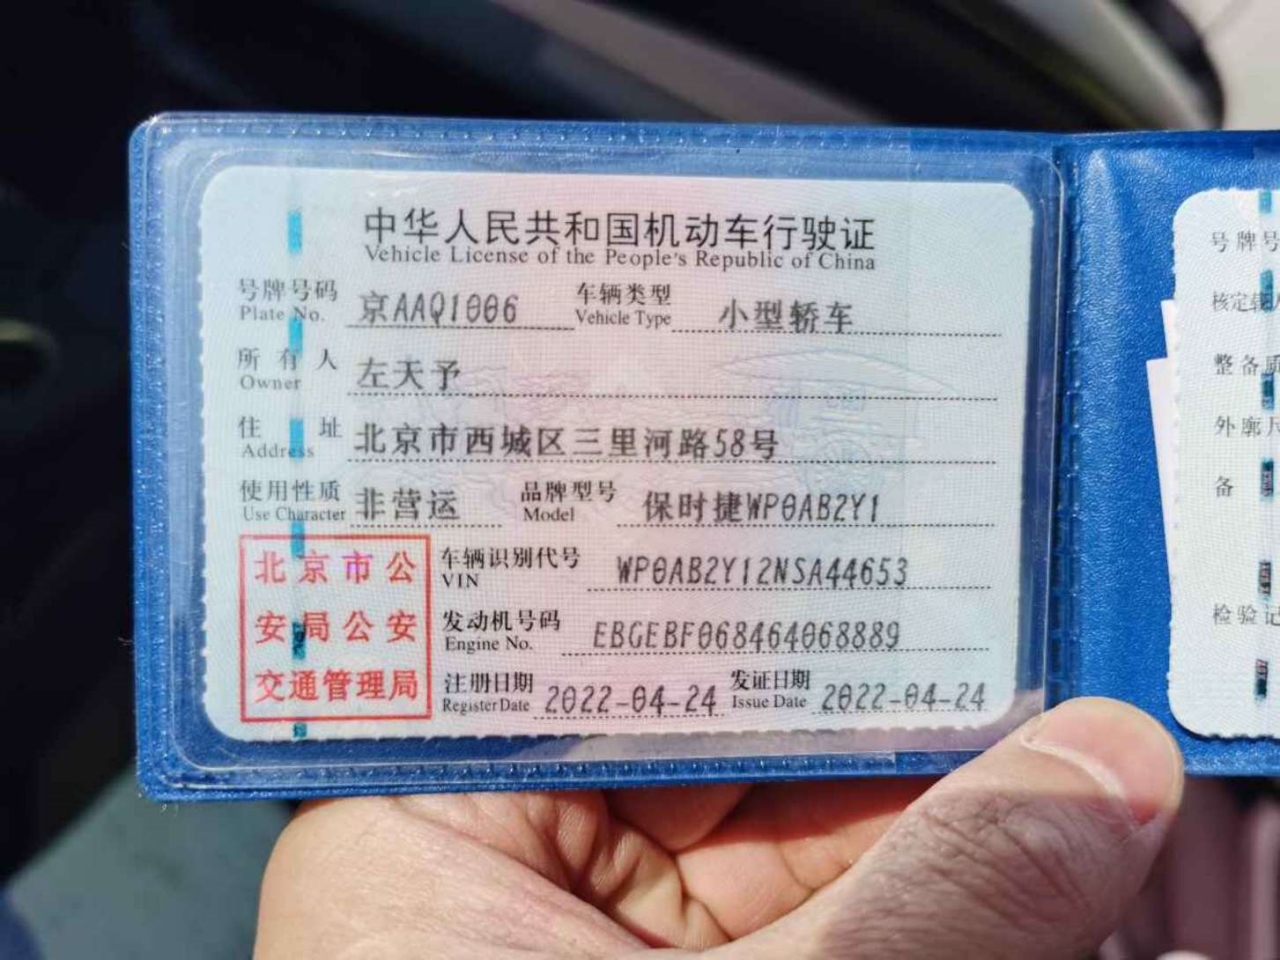 中华人民共和国机动车行驶证
Vehicle License of the People's Republic of China
号牌号码 京AAQ1006 车辆类型 小型轿车
Plate No. Vehicle Type
所有人 左天予
Owner
住址 北京市西城区三里河路58号
Address
使用性质 非营运 品牌型号 保时捷WP0AB2Y1
Use Character Model
北京市公
安局公安
交通管理局
车辆识别代号 WP0AB2Y12NSA44653
VIN
发动机号码 EBGEBF068464068889
Engine No.
注册日期 2022-04-24 发证日期 2022-04-24
Register Date Issue Date
号牌号
核定载
整备质
外廓尺
备
检验记